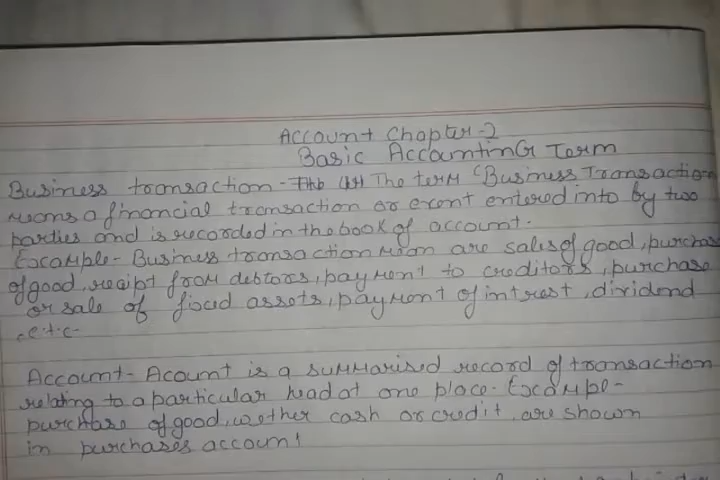 Account Chapter-2
Basic Accounting Term
Business transaction - The term "Business Transaction
means a financial transaction or event entered into by two
parties and is recorded in the book of account.
Example - Business transaction mean are sales of good, purchas
of good, recipt from debtors, payment to creditors, purchase
or sale of fixed assets, payment of intrest, dividend
.e.t.c.
Account - Acount is a summarised record of transaction
relating to a particular head at one place. Example -
purchase of good, wether cash or credit, are shown
in purchases account